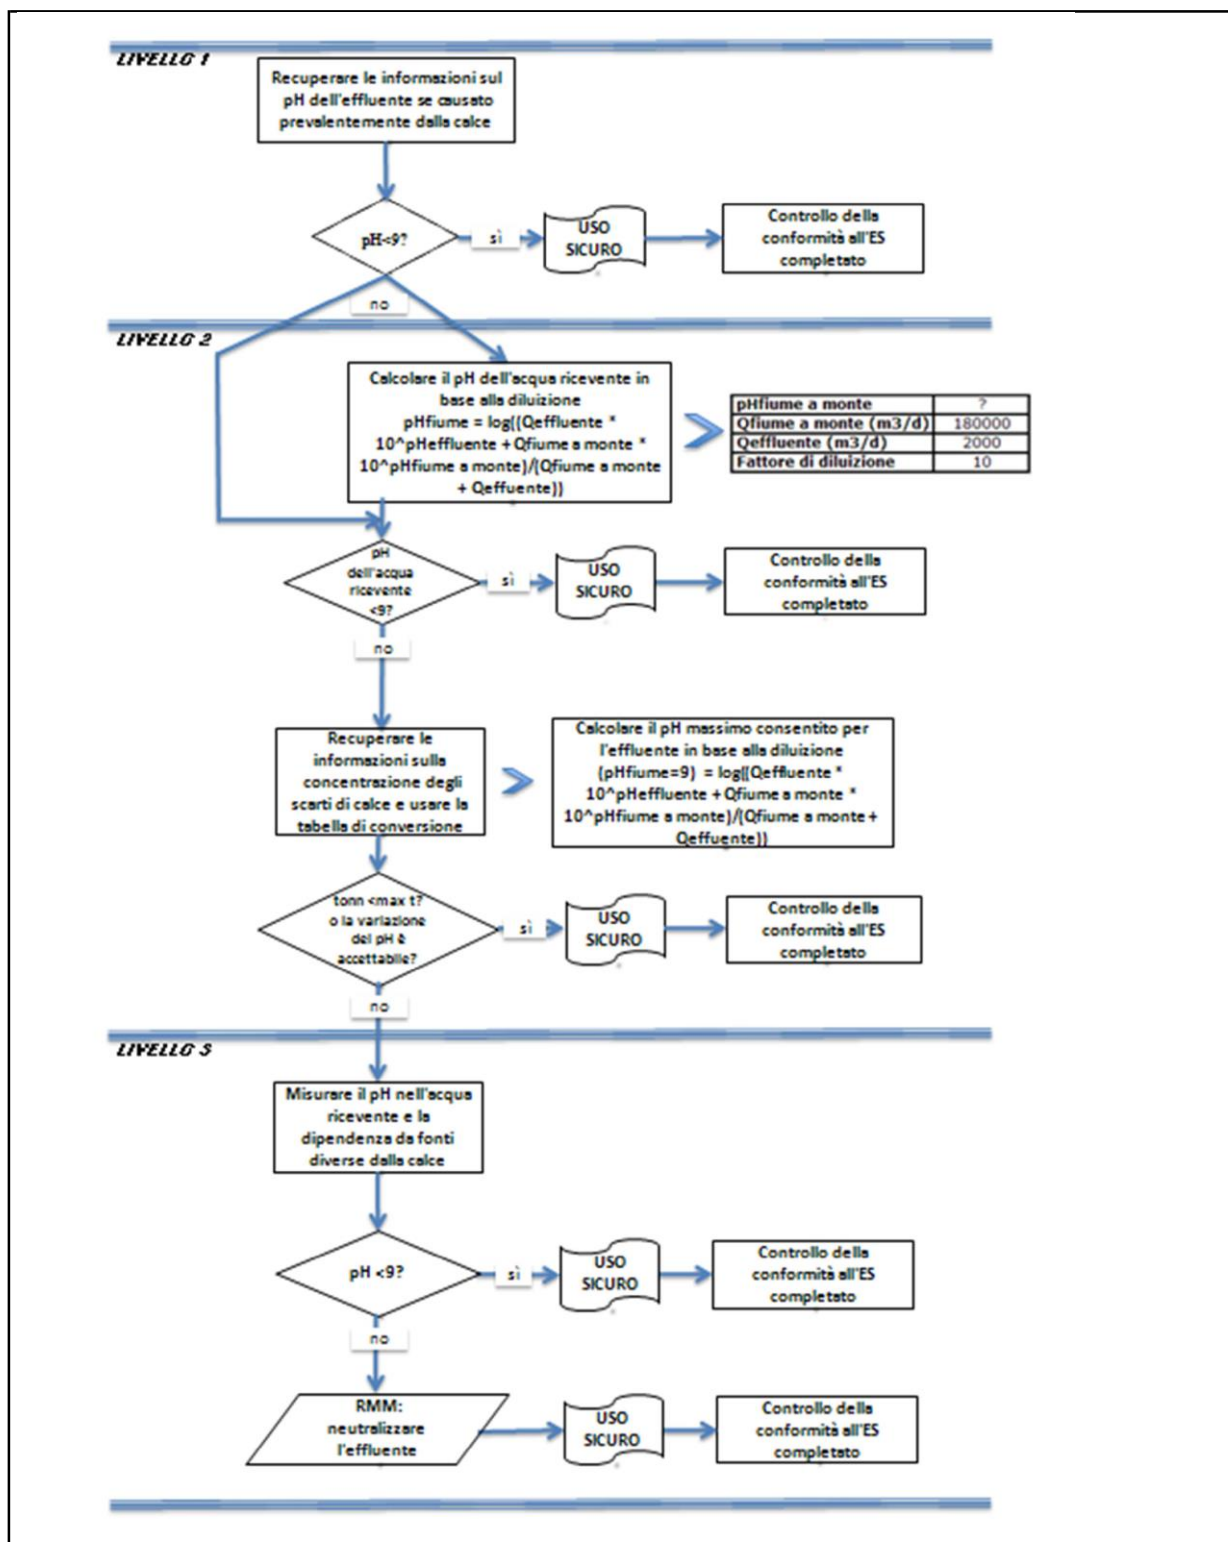 LIVELLO 1
Recuperare le informazioni sul
pH dell'effluente se causato
prevalentemente dalla calce
pH<9?
sì
USO
SICURO
Controllo della
conformità all'ES
completato
no
LIVELLO 2
Calcolare il pH dell'acqua ricevente in
base alla diluizione
pHfiume = log((Qeffluente *
10^pHeffluente + Qfiume a monte *
10^pHfiume a monte)/(Qfiume a monte
+ Qeffuente))
pHfiume a monte ?
Qfiume a monte (m3/d) 180000
Qeffluente (m3/d) 2000
Fattore di diluizione 10
pH
dell'acqua
ricevente
<9?
sì
USO
SICURO
Controllo della
conformità all'ES
completato
no
Recuperare le
informazioni sulla
concentrazione degli
scarti di calce e usare la
tabella di conversione
Calcolare il pH massimo consentito per
l'effluente in base alla diluizione
(pHfiume=9) = log((Qeffluente *
10^pHeffluente + Qfiume a monte *
10^pHfiume a monte)/(Qfiume a monte +
Qeffuente))
tonn <max t?
o la variazione
del pH è
accettabile?
sì
USO
SICURO
Controllo della
conformità all'ES
completato
no
LIVELLO 3
Misurare il pH nell'acqua
ricevente e la
dipendenza da fonti
diverse dalla calce
pH <9?
sì
USO
SICURO
Controllo della
conformità all'ES
completato
no
RMM:
neutralizzare
l'effluente
USO
SICURO
Controllo della
conformità all'ES
completato